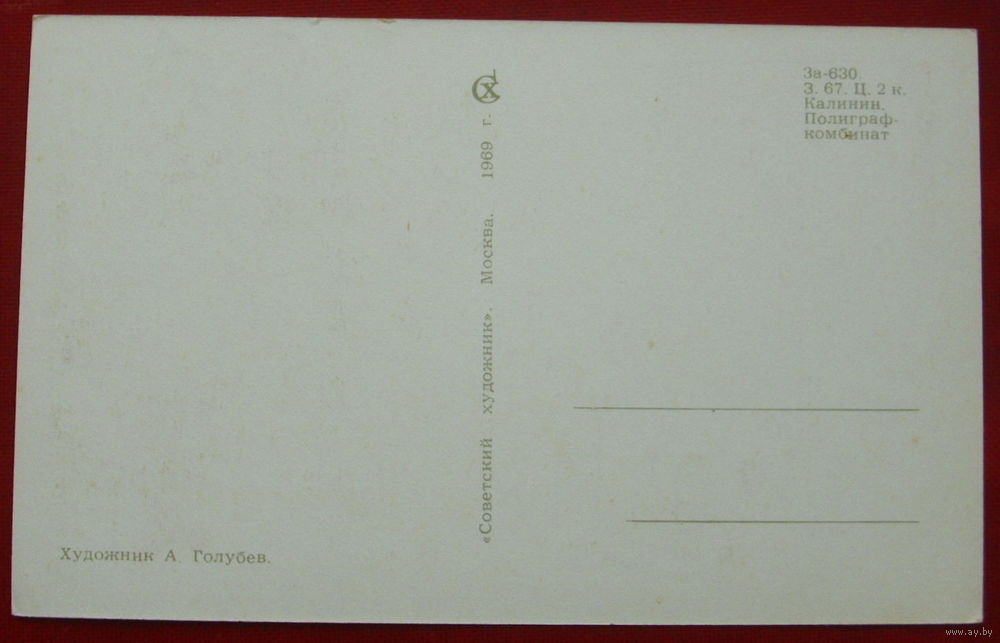 Художник А. Голубев.
«Советский художник». Москва. 1969 г.
СХ
За-630.
З. 67. Ц. 2 к.
Калинин.
Полиграф-
комбинат
www.ay.by